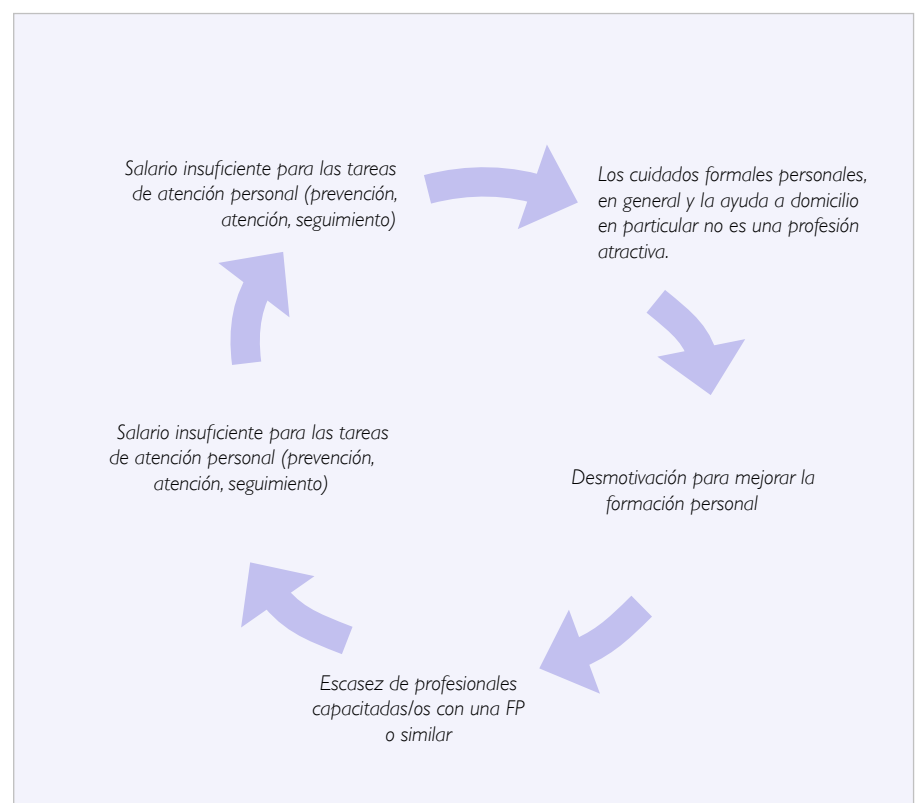 Salario insuficiente para las tareas
de atención personal (prevención,
atención, seguimiento)
Los cuidados formales personales,
en general y la ayuda a domicilio
en particular no es una profesión
atractiva.
Desmotivación para mejorar la
formación personal
Escasez de profesionales
capacitadas/os con una FP
o similar
Salario insuficiente para las tareas
de atención personal (prevención,
atención, seguimiento)